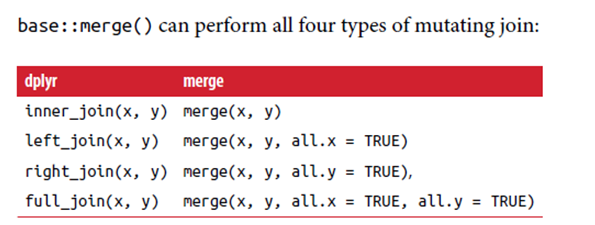 base::merge() can perform all four types of mutating join:
dplyr merge
inner_join(x, y) merge(x, y)
left_join(x, y) merge(x, y, all.x = TRUE)
right_join(x, y) merge(x, y, all.y = TRUE),
full_join(x, y) merge(x, y, all.x = TRUE, all.y = TRUE)